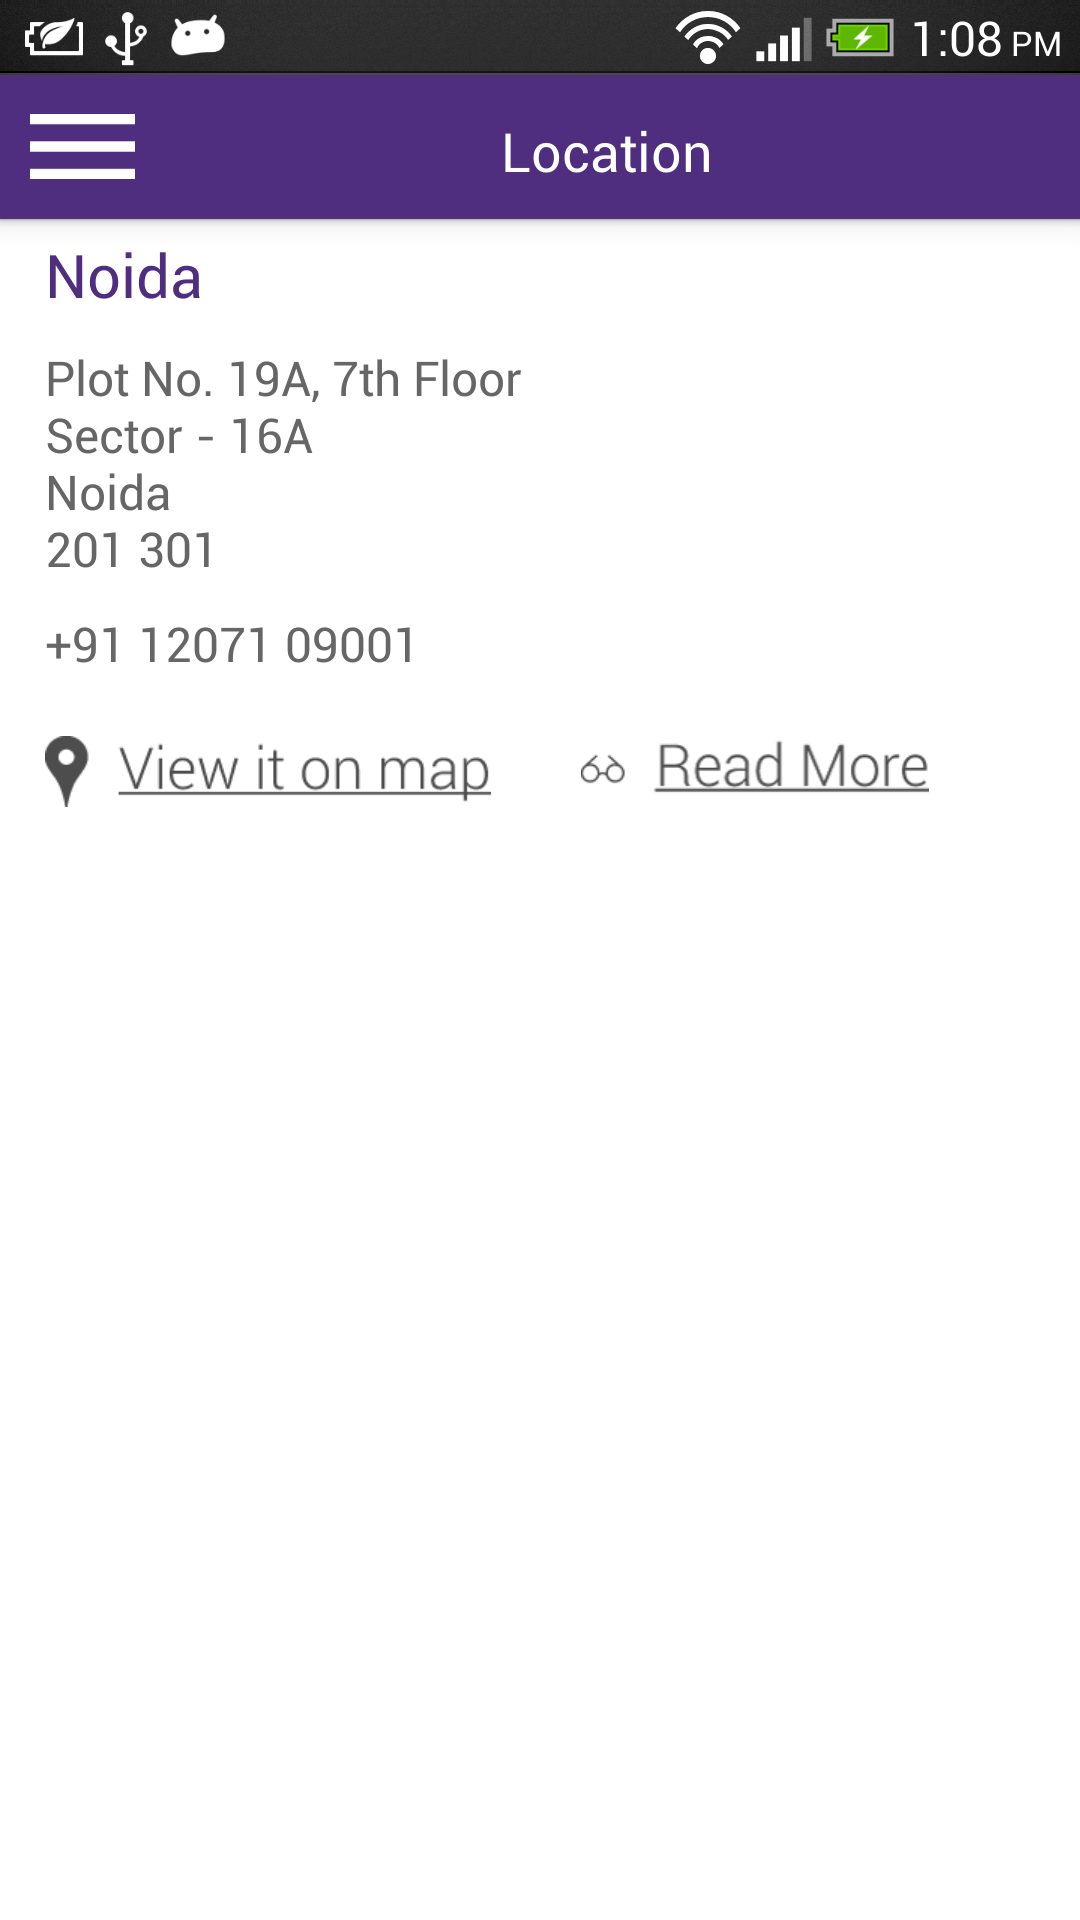 1:08 PM
Location
Noida
Plot No. 19A, 7th Floor
Sector - 16A
Noida
201 301
+91 12071 09001
View it on map
Read More